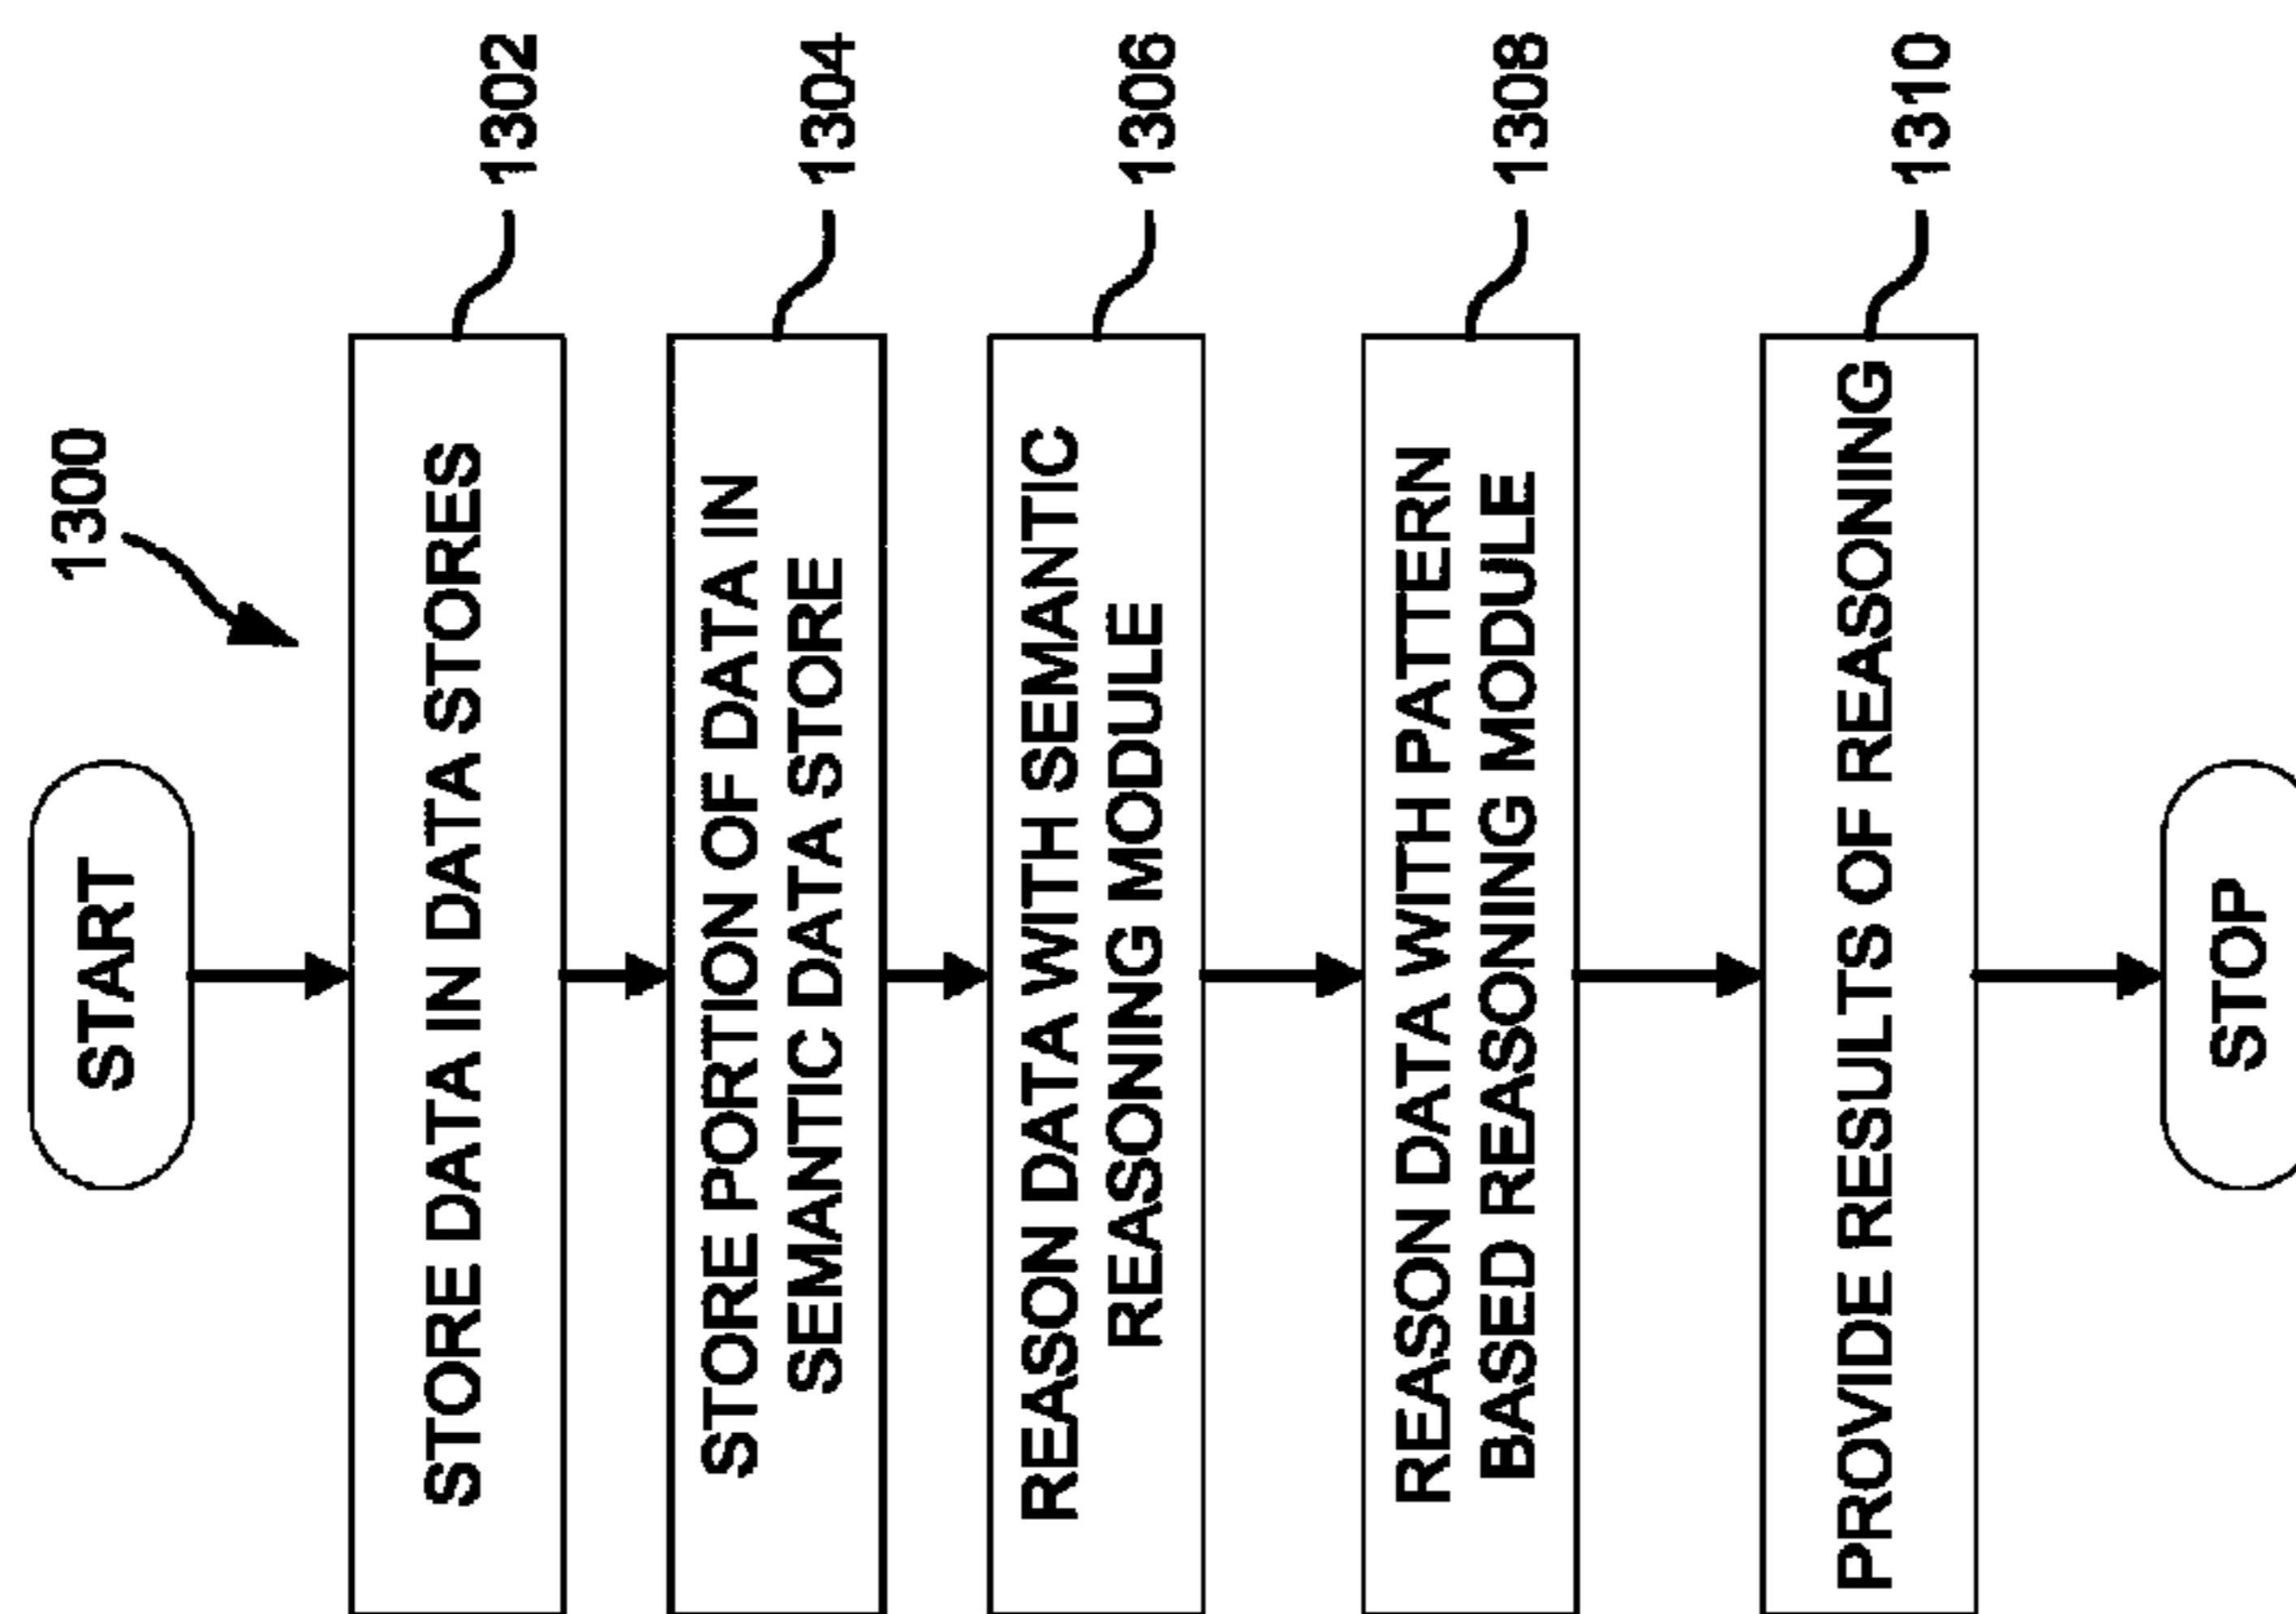 1300
START
STORE DATA IN DATA STORES
1302
STORE PORTION OF DATA IN
SEMANTIC DATA STORE
1304
REASON DATA WITH SEMANTIC
REASONING MODULE
1306
REASON DATA WITH PATTERN
BASED REASONING MODULE
1308
PROVIDE RESULTS OF REASONING
1310
STOP